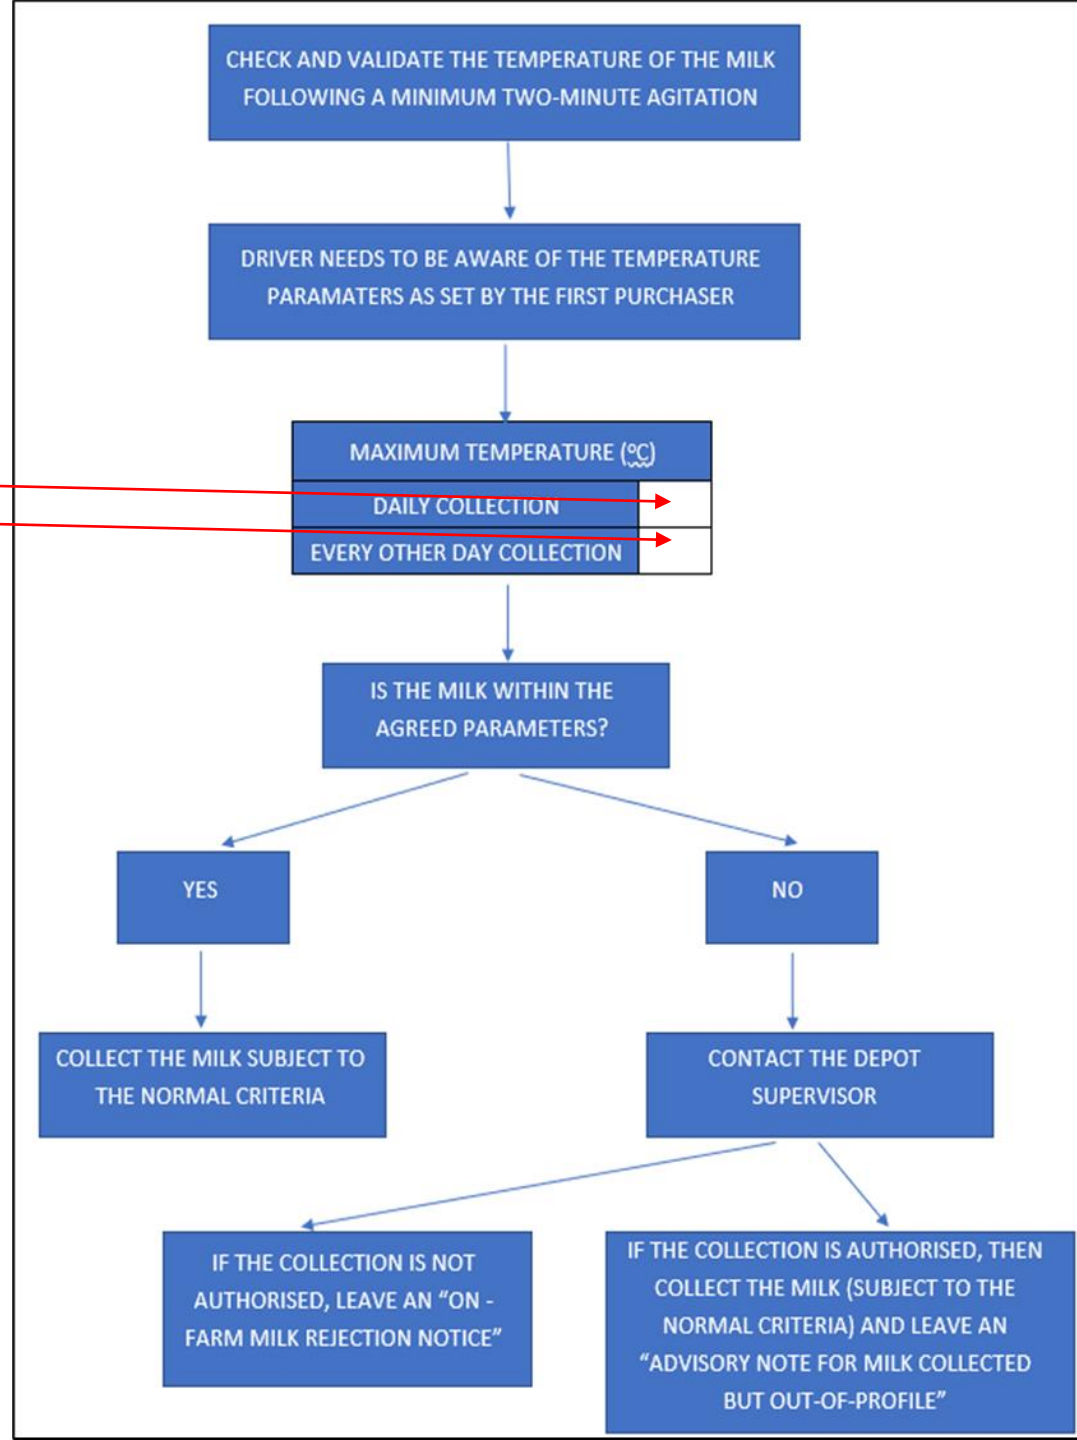 CHECK AND VALIDATE THE TEMPERATURE OF THE MILK
FOLLOWING A MINIMUM TWO-MINUTE AGITATION
DRIVER NEEDS TO BE AWARE OF THE TEMPERATURE
PARAMATERS AS SET BY THE FIRST PURCHASER
MAXIMUM TEMPERATURE (°C)
DAILY COLLECTION
EVERY OTHER DAY COLLECTION
IS THE MILK WITHIN THE
AGREED PARAMETERS?
YES
NO
COLLECT THE MILK SUBJECT TO
THE NORMAL CRITERIA
CONTACT THE DEPOT
SUPERVISOR
IF THE COLLECTION IS NOT
AUTHORISED, LEAVE AN “ON -
FARM MILK REJECTION NOTICE”
IF THE COLLECTION IS AUTHORISED, THEN
COLLECT THE MILK (SUBJECT TO THE
NORMAL CRITERIA) AND LEAVE AN
“ADVISORY NOTE FOR MILK COLLECTED
BUT OUT-OF-PROFILE”